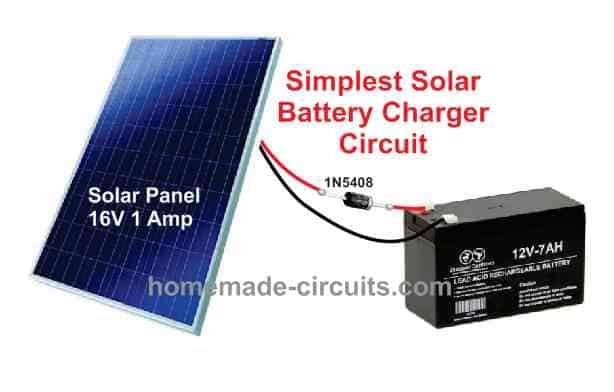 Simplest Solar
Battery Charger
Circuit
Solar Panel
16V 1 Amp
1N5408
12V-7AH
LEAD ACID RECHARGEABLE BATTERY
homemade-circuits.com